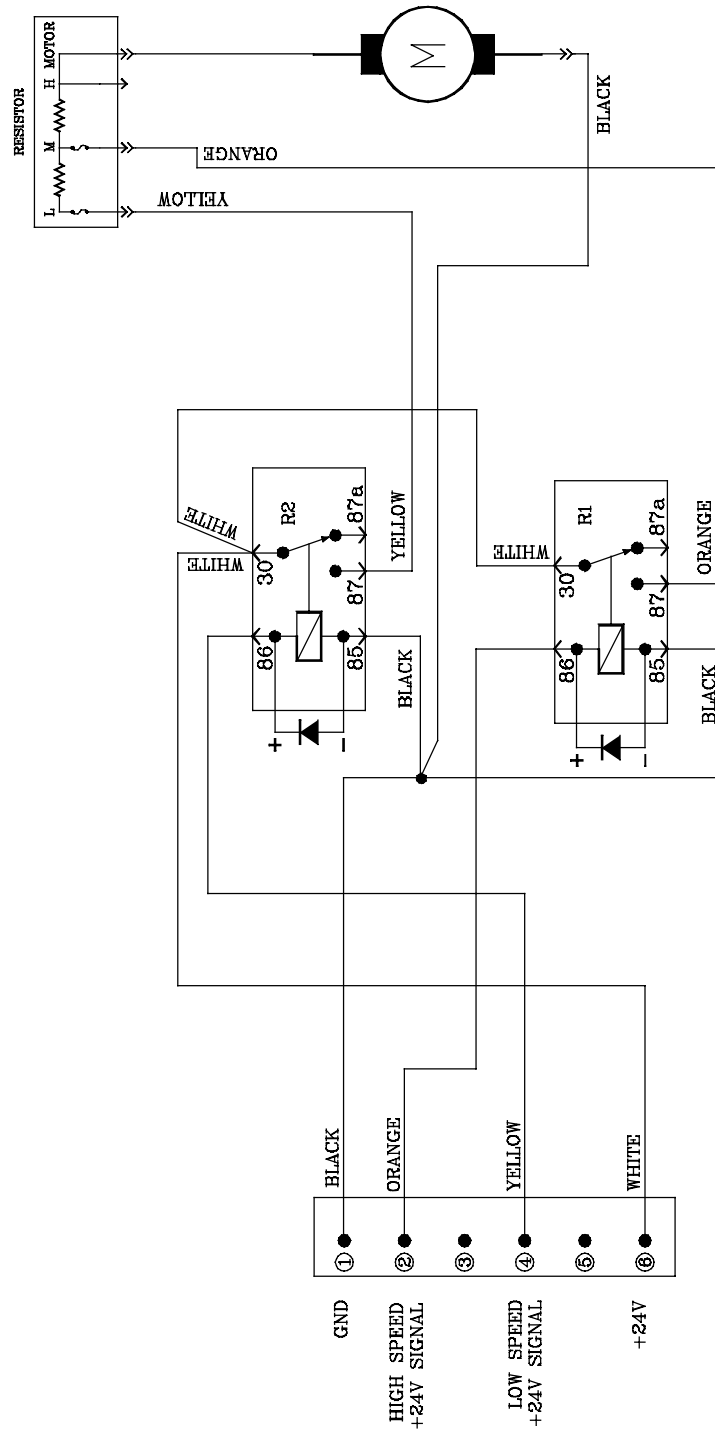 RESISTOR
MOTOR
H
M
L
M
BLACK
ORANGE
YELLOW
WHITE
WHITE
R2
30
87a
87
86
85
YELLOW
BLACK
+
–
WHITE
R1
30
87a
87
86
85
ORANGE
BLACK
+
–
BLACK
ORANGE
YELLOW
WHITE
1
2
3
4
5
6
GND
HIGH SPEED
+24V SIGNAL
LOW SPEED
+24V SIGNAL
+24V